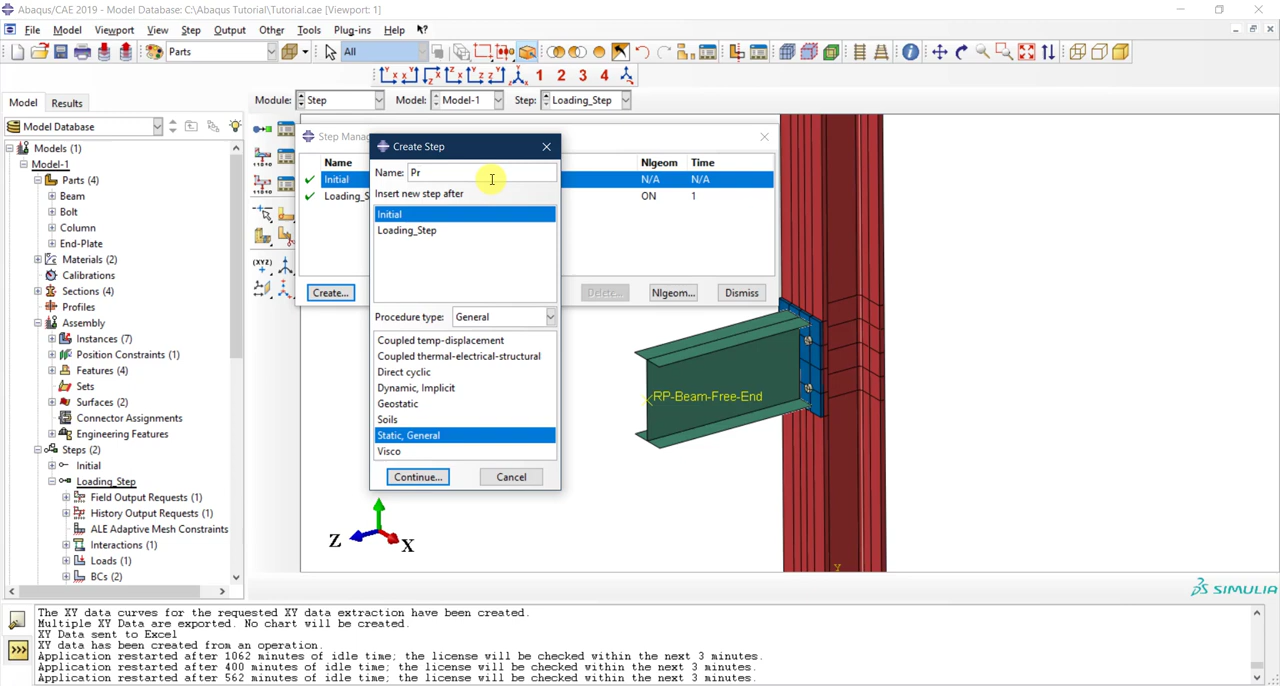 Abaqus/CAE 2019 - Model Database: C:\Abaqus Tutorial\Tutorial.cae [Viewport: 1]
File Model Viewport View Step Output Other Tools Plug-ins Help
Parts All
1 2 3 4
Model Results Module: Step Model: Model-1 Step: Loading_Step
Model Database
Models (1)
Model-1
Parts (4)
Beam
Bolt
Column
End-Plate
Materials (2)
Calibrations
Sections (4)
Profiles
Assembly
Instances (7)
Position Constraints (1)
Features (4)
Sets
Surfaces (2)
Connector Assignments
Engineering Features
Steps (2)
Initial
Loading_Step
Field Output Requests (1)
History Output Requests (1)
ALE Adaptive Mesh Constraints
Interactions (1)
Loads (1)
BCs (2)
Step Mana
Name Nlgeom Time
Initial N/A N/A
Loading_S ON 1
Create... Delete... Nlgeom... Dismiss
Create Step
Name: Pr
Insert new step after
Initial
Loading_Step
Procedure type: General
Coupled temp-displacement
Coupled thermal-electrical-structural
Direct cyclic
Dynamic, Implicit
Geostatic
Soils
Static, General
Visco
Continue... Cancel
RP-Beam-Free-End
Z X
Y
SIMULIA
The XY data curves for the requested XY data extraction have been created.
Multiple XY Data are exported. No chart will be created.
XY Data sent to Excel
XY data has been created from an operation.
Application restarted after 1062 minutes of idle time; the license will be checked within the next 3 minutes.
Application restarted after 400 minutes of idle time; the license will be checked within the next 3 minutes.
Application restarted after 562 minutes of idle time; the license will be checked within the next 3 minutes.